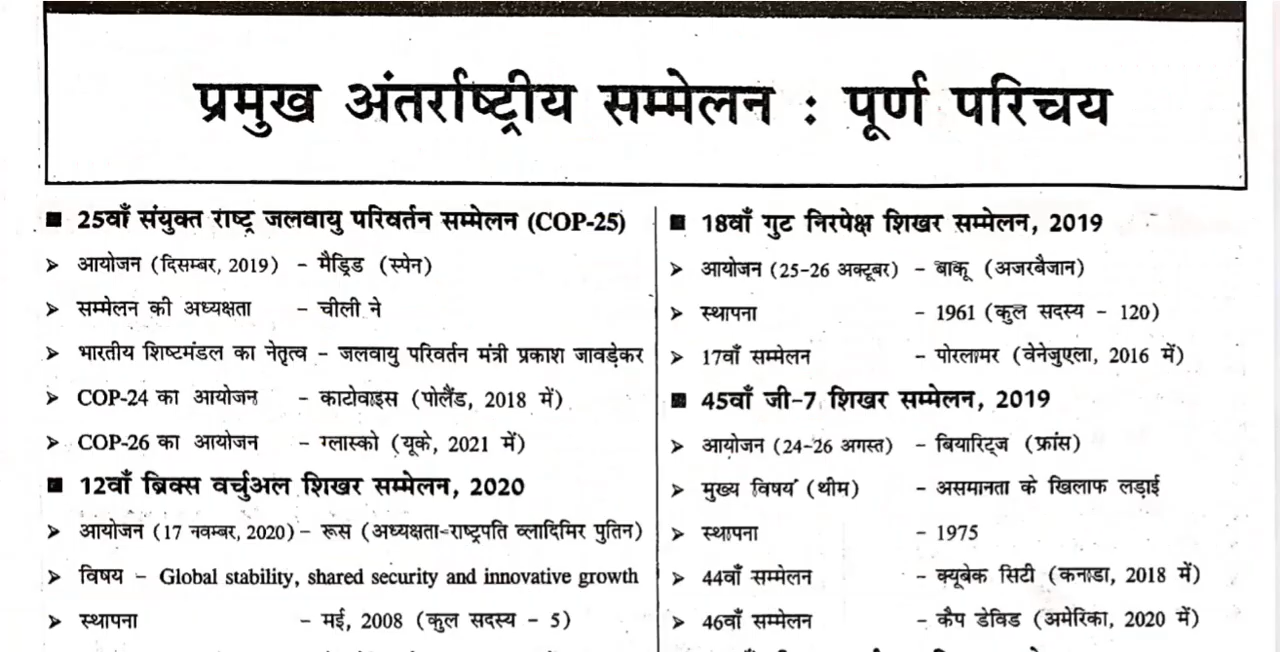 प्रमुख अंतर्राष्ट्रीय सम्मेलन : पूर्ण परिचय
■ 25वाँ संयुक्त राष्ट्र जलवायु परिवर्तन सम्मेलन (COP-25)
➤ आयोजन (दिसम्बर, 2019) - मैड्रिड (स्पेन)
➤ सम्मेलन की अध्यक्षता - चीली ने
➤ भारतीय शिष्टमंडल का नेतृत्व - जलवायु परिवर्तन मंत्री प्रकाश जावड़ेकर
➤ COP-24 का आयोजन - काटोवाइस (पोलैंड, 2018 में)
➤ COP-26 का आयोजन - ग्लास्को (यूके, 2021 में)
■ 12वाँ ब्रिक्स वर्चुअल शिखर सम्मेलन, 2020
➤ आयोजन (17 नवम्बर, 2020) - रूस (अध्यक्षता-राष्ट्रपति व्लादिमिर पुतिन)
➤ विषय - Global stability, shared security and innovative growth
➤ स्थापना - मई, 2008 (कुल सदस्य - 5)
■ 18वाँ गुट निरपेक्ष शिखर सम्मेलन, 2019
➤ आयोजन (25-26 अक्टूबर) - बाकू (अजरबैजान)
➤ स्थापना - 1961 (कुल सदस्य - 120)
➤ 17वाँ सम्मेलन - पोरलामर (वेनेजुएला, 2016 में)
■ 45वाँ जी-7 शिखर सम्मेलन, 2019
➤ आयोजन (24-26 अगस्त) - बियारिट्ज (फ्रांस)
➤ मुख्य विषय (थीम) - असमानता के खिलाफ लड़ाई
➤ स्थापना - 1975
➤ 44वाँ सम्मेलन - क्यूबेक सिटी (कनाडा, 2018 में)
➤ 46वाँ सम्मेलन - कैप डेविड (अमेरिका, 2020 में)